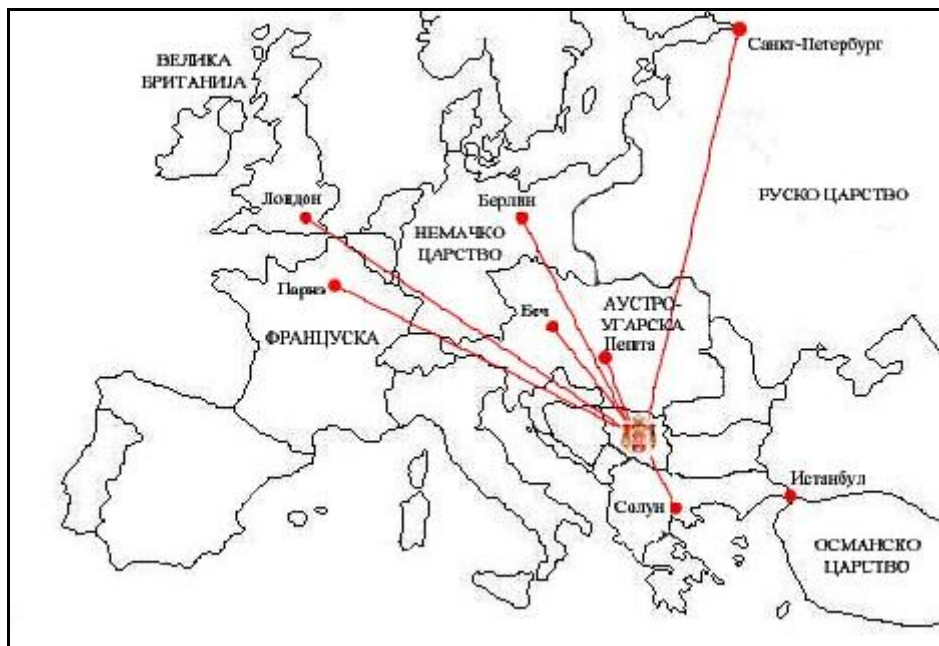 Санкт-Петербург
ВЕЛИКА
БРИТАНИЈА
РУСКО ЦАРСТВО
Лондон
Берлин
НЕМАЧКО
ЦАРСТВО
Париз
АУСТРО-
УГАРСКА
Беч
Пешта
ФРАНЦУСКА
Истанбул
Солун
ОСМАНСКО
ЦАРСТВО